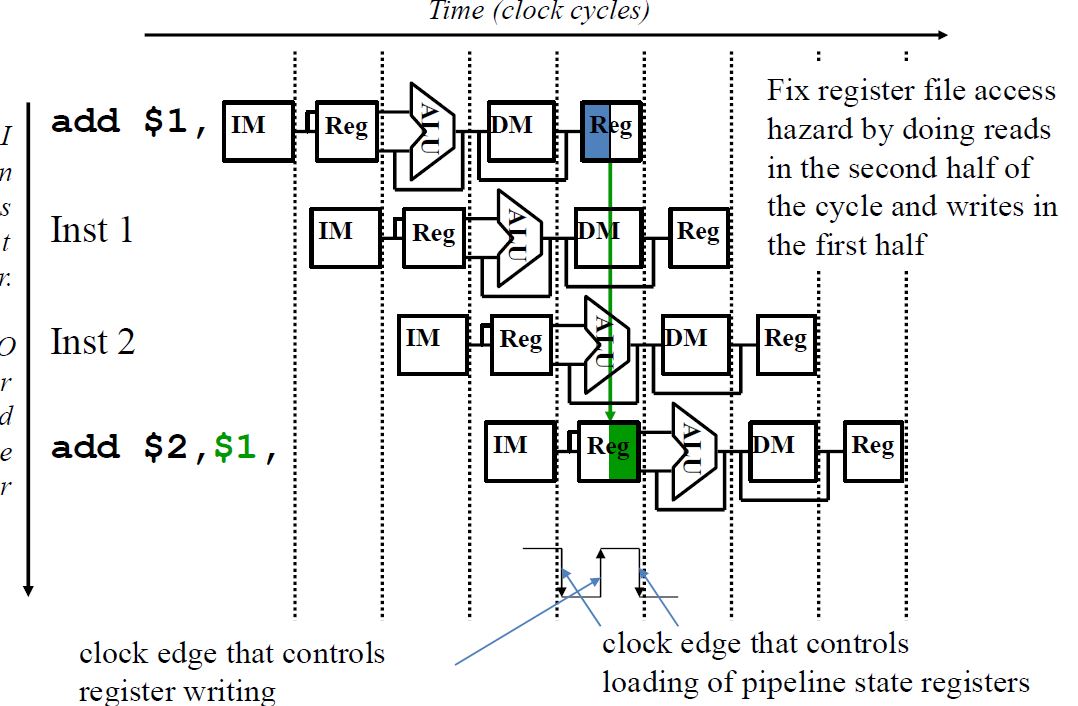 Time (clock cycles)
I
n
s
t
r.
O
r
d
e
r
add $1,
IM
Reg
ALU
DM
Reg
Fix register file access
hazard by doing reads
in the second half of
the cycle and writes in
the first half
Inst 1
IM
Reg
ALU
DM
Reg
Inst 2
IM
Reg
ALU
DM
Reg
add $2,$1,
IM
Reg
ALU
DM
Reg
clock edge that controls
register writing
clock edge that controls
loading of pipeline state registers